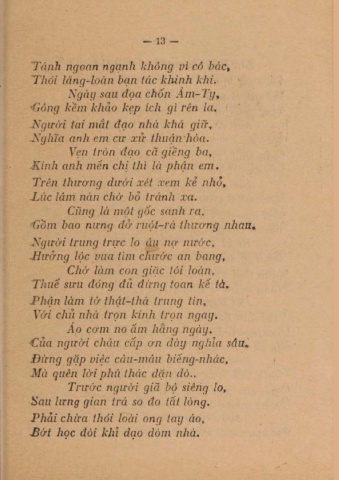 — 13 —
Tánh ngoan ngạnh không vì cô bác,
Thói lăng-loàn bạn tác khinh khi.
Ngày sau đọa chốn Âm-Ty,
Gông kềm khảo kẹp ích gì rên la.
Người tai mắt đạo nhà khá giữ,
Nghĩa anh em cư xử thuận hòa.
Vẹn tròn đạo cả giềng ba,
Kính anh mến chị thì là phận em.
Trên thương dưới xét xem kẻ nhỏ,
Lúc lâm nàn chớ bỏ tránh xa.
Cũng là một gốc sanh ra,
Gồm bao nưng đở ruột-rà thương nhau.
Người trung trực lo âu nợ nước,
Hưởng lộc vua tìm chước an bang,
Chớ làm con giặc tôi loàn,
Thuế sưu đóng đủ đừng toan kế tà.
Phận làm tớ thật-thà trung tín,
Với chủ nhà trọn kính trọn ngay.
Áo cơm no ấm hằng ngày,
Của người châu cấp ơn dày nghĩa sâu.
Đừng gặp việc câu-mâu biếng-nhác,
Mà quên lời phú thác dặn dò..
Trước người giã bộ siêng lo,
Sau lưng gian trá so đo tất lòng.
Phải chừa thói loài ong tay áo,
Bớt học đòi khỉ dạo dòm nhà.